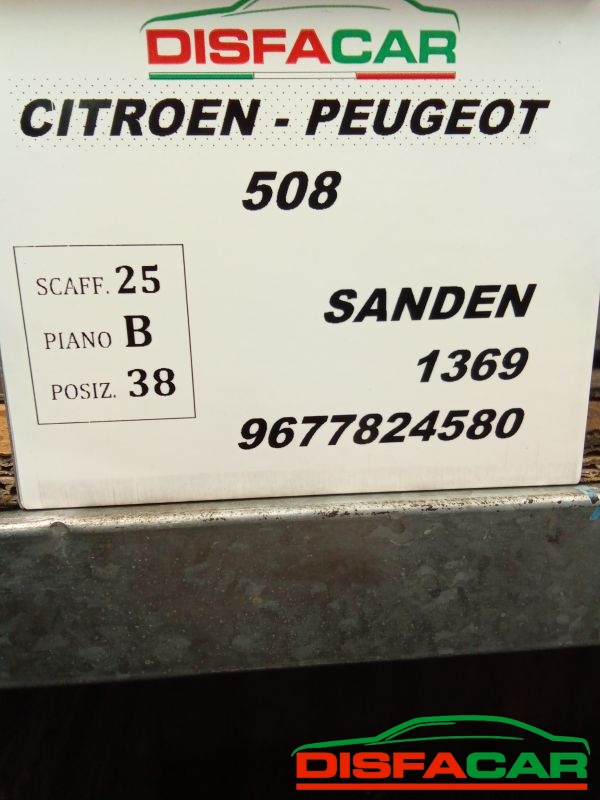 DISFACAR
CITROEN - PEUGEOT
508
SCAFF. 25
PIANO B
POSIZ. 38
SANDEN
1369
9677824580
DISFACAR